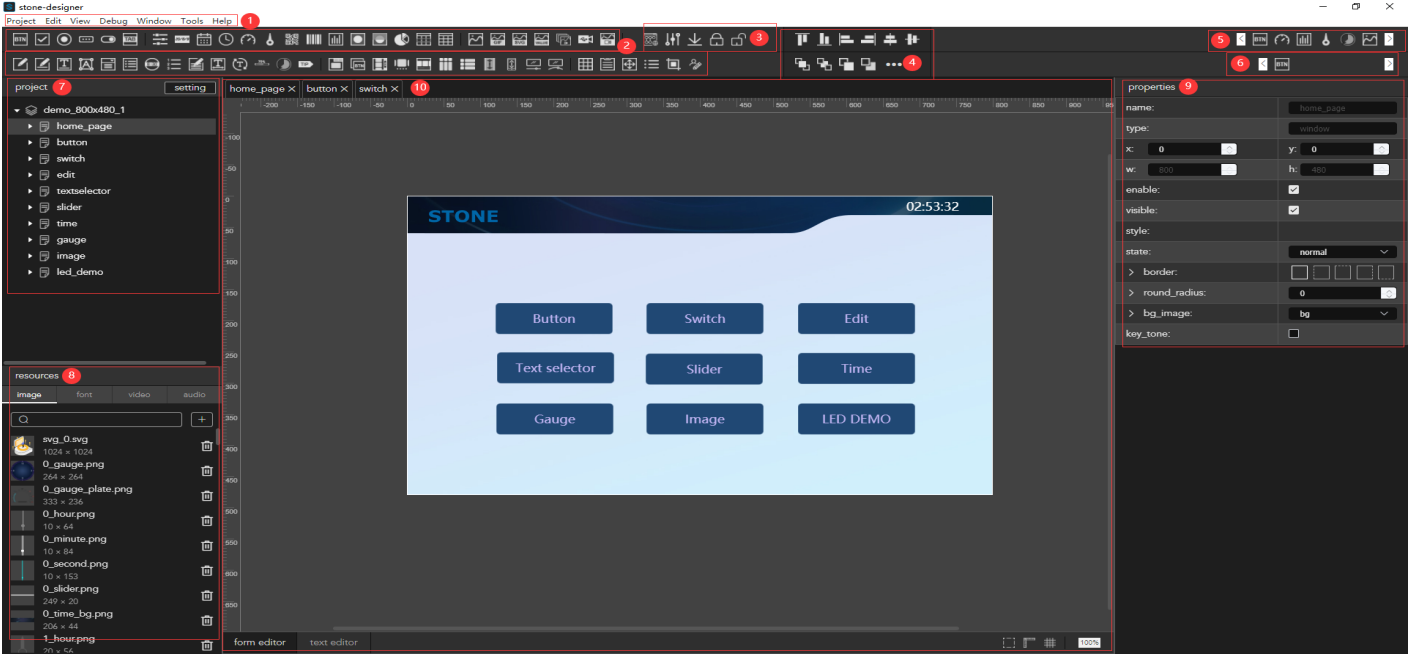 stone-designer
Project Edit View Debug Window Tools Help 1
2
3
4
5
BTN
6
BTN
project 7 setting
demo_800x480_1
home_page
button
switch
edit
textselector
slider
time
gauge
image
led_demo
resources 8
image font video audio
svg_0.svg
1024 × 1024
0_gauge.png
264 × 264
0_gauge_plate.png
333 × 236
0_hour.png
10 × 64
0_minute.png
10 × 84
0_second.png
10 × 153
0_slider.png
249 × 20
0_time_bg.png
206 × 44
1_hour.png
20 × 56
home_page × button × switch × 10
-200 -150 -100 -50 0 50 100 150 200 250 300 350 400 450 500 550 600 650 700 750 800 850 900
-100
-50
0
50
100
150
200
250
300
350
400
450
500
550
600
650
STONE 02:53:32
Button Switch Edit
Text selector Slider Time
Gauge Image LED DEMO
form editor text editor 100%
properties 9
name: home_page
type: window
x: 0 y: 0
w: 800 h: 480
enable:
visible:
style:
state: normal
border:
round_radius: 0
bg_image: bg
key_tone: